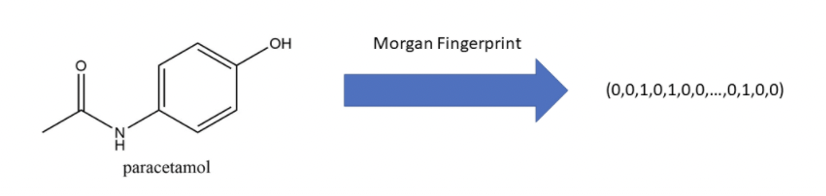 OH
Morgan Fingerprint
O
(0,0,1,0,1,0,0,...,0,1,0,0)
N
H
paracetamol